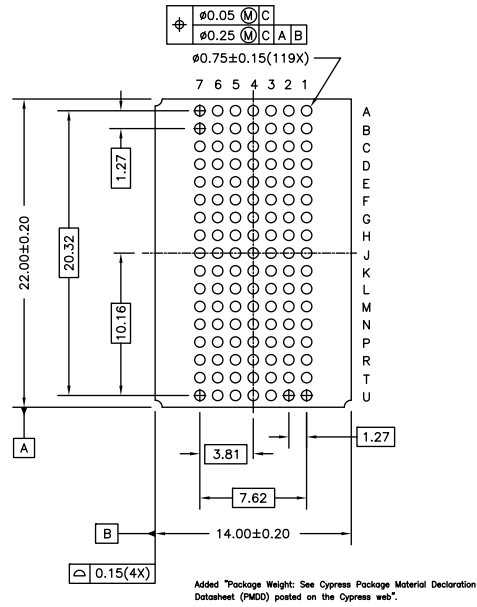 ø0.05 Ⓜ C
ø0.25 Ⓜ C A B
ø0.75±0.15(119X)
7 6 5 4 3 2 1
A
B
C
D
E
F
G
H
J
K
L
M
N
P
R
T
U
1.27
20.32
22.00±0.20
10.16
A
1.27
3.81
7.62
B
14.00±0.20
0.15(4X)
Added "Package Weight: See Cypress Package Material Declaration
Datasheet (PMDD) posted on the Cypress web".